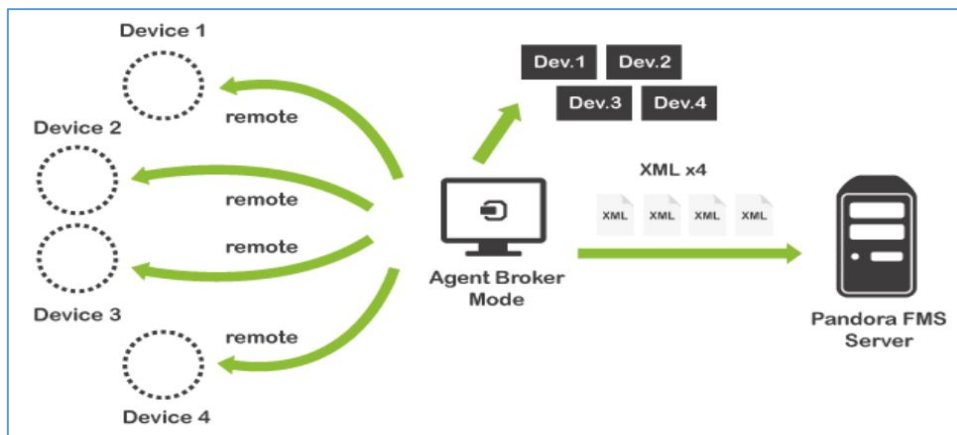 Device 1
remote
Device 2
remote
remote
Device 3
remote
Device 4
Dev.1
Dev.2
Dev.3
Dev.4
XML x4
XML
XML
XML
XML
Agent Broker
Mode
Pandora FMS
Server